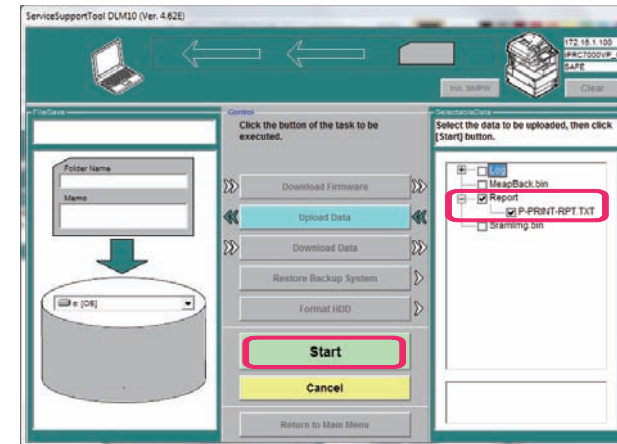 ServiceSupportTool DLM10 (Ver. 4.62E)
172.16.1.100
iPRC7000VP_
SAFE
Init. SMPW
Clear
FileSave
Control
SelectableData
Click the button of the task to be
executed.
Select the data to be uploaded, then click
[Start] button.
Folder Name
Memo
Download Firmware
Upload Data
Download Data
Restore Backup System
Format HDD
Log
MeapBack.bin
Report
P-PRINT-RPT.TXT
SramImg.bin
Start
Cancel
Return to Main Menu